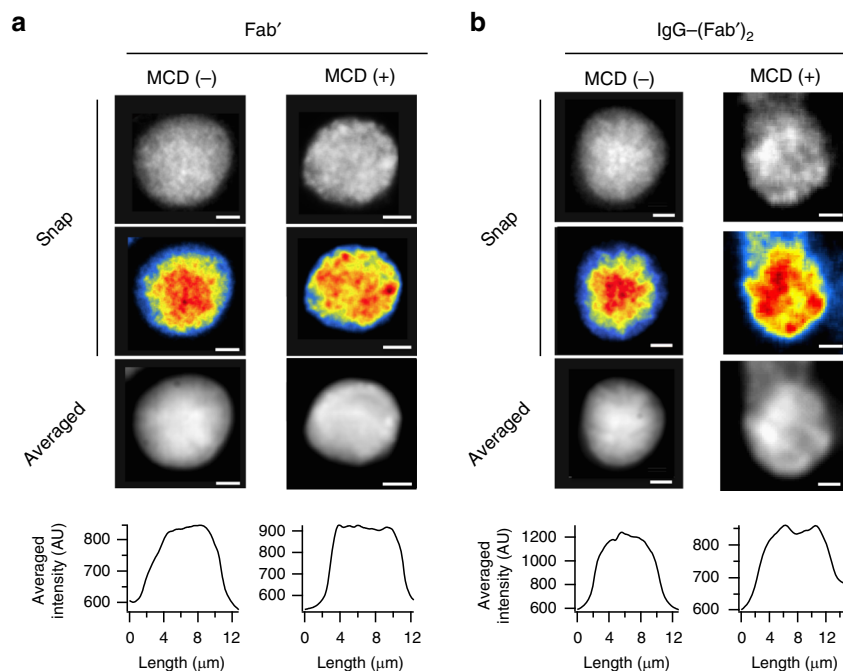 a
Fab′
MCD (–)
MCD (+)
Snap
Averaged
Averaged
intensity (AU)
800
700
600
0
4
8
12
Length (μm)
900
800
700
600
0
4
8
12
Length (μm)
b
IgG–(Fab′)2
MCD (–)
MCD (+)
Snap
Averaged
Averaged
intensity (AU)
1200
1000
800
600
0
4
8
12
Length (μm)
800
700
600
0
4
8
12
Length (μm)